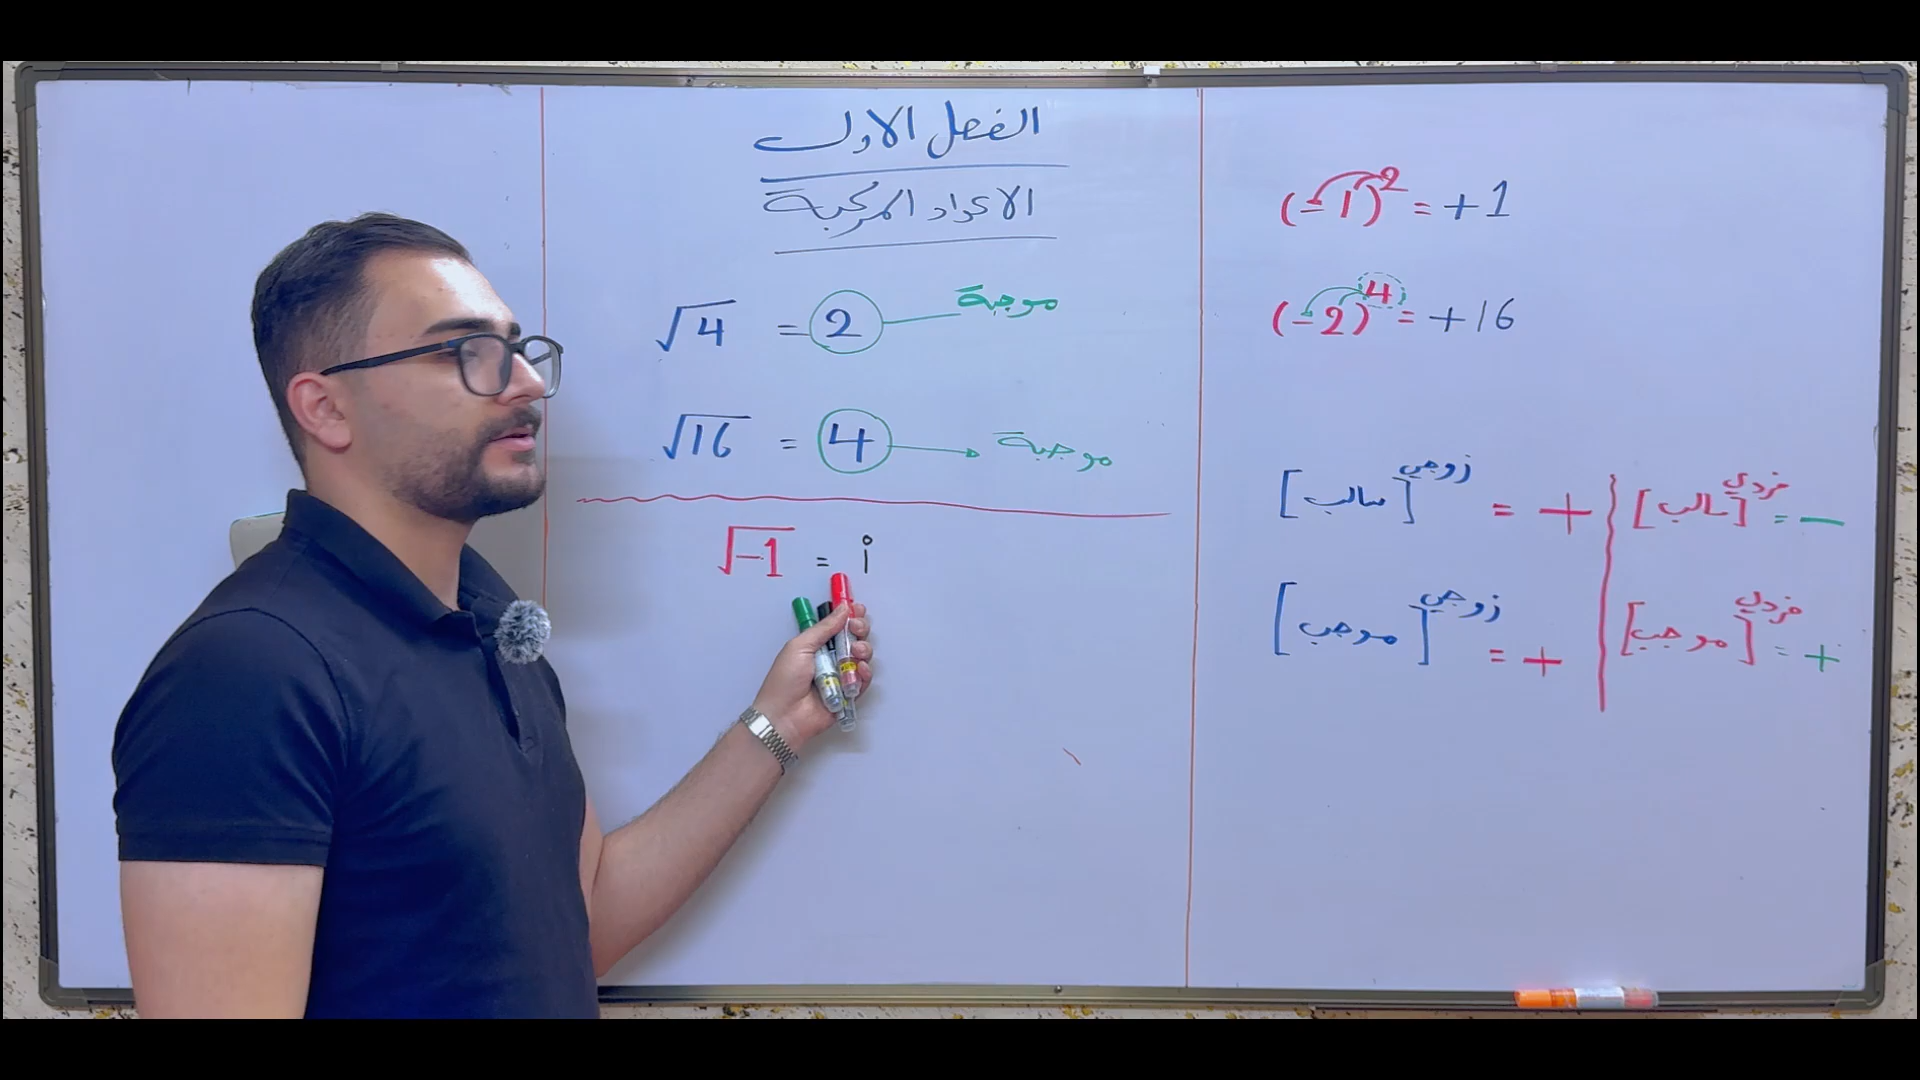 الفصل الاول
الاعداد المركبة
√4 = 2 موجبة
√16 = 4 موجبة
√-1 = i
(-1)² = +1
(-2)⁴ = +16
[سالب]^زوجي = +
[سالب]^فردي = -
[موجب]^زوجي = +
[موجب]^فردي = +